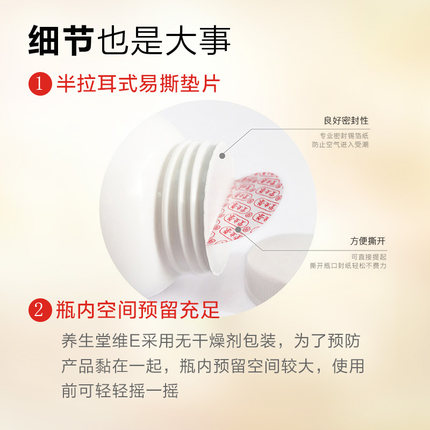 细节也是大事
1 半拉耳式易撕垫片
良好密封性
专业密封锡箔纸
防止空气进入受潮
方便撕开
可直接提起
撕开瓶口封纸轻松不费力
2 瓶内空间预留充足
养生堂维E采用无干燥剂包装，为了预防
产品黏在一起，瓶内预留空间较大，使用
前可轻轻摇一摇